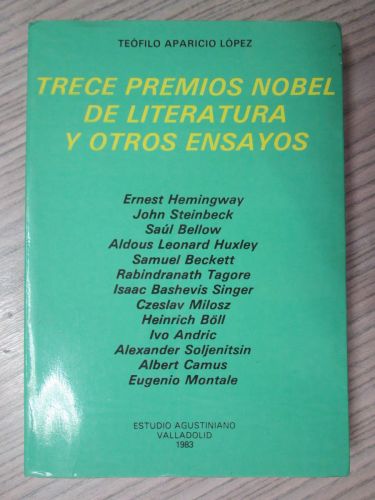 TEÓFILO APARICIO LÓPEZ
TRECE PREMIOS NOBEL
DE LITERATURA
Y OTROS ENSAYOS
Ernest Hemingway
John Steinbeck
Saúl Bellow
Aldous Leonard Huxley
Samuel Beckett
Rabindranath Tagore
Isaac Bashevis Singer
Czeslav Milosz
Heinrich Böll
Ivo Andric
Alexander Soljenitsin
Albert Camus
Eugenio Montale
ESTUDIO AGUSTINIANO
VALLADOLID
1983